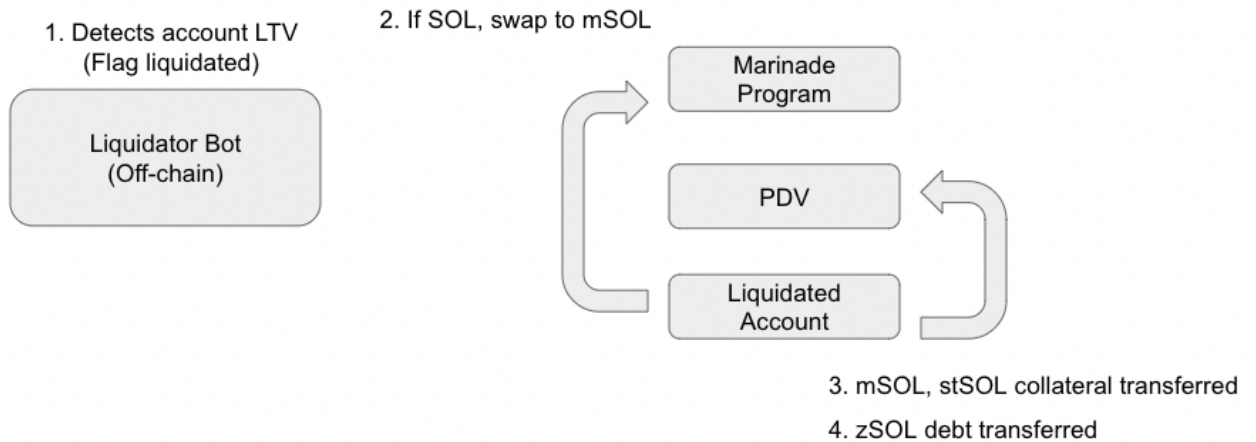 1. Detects account LTV
(Flag liquidated)
Liquidator Bot
(Off-chain)
2. If SOL, swap to mSOL
Marinade
Program
PDV
Liquidated
Account
3. mSOL, stSOL collateral transferred
4. zSOL debt transferred